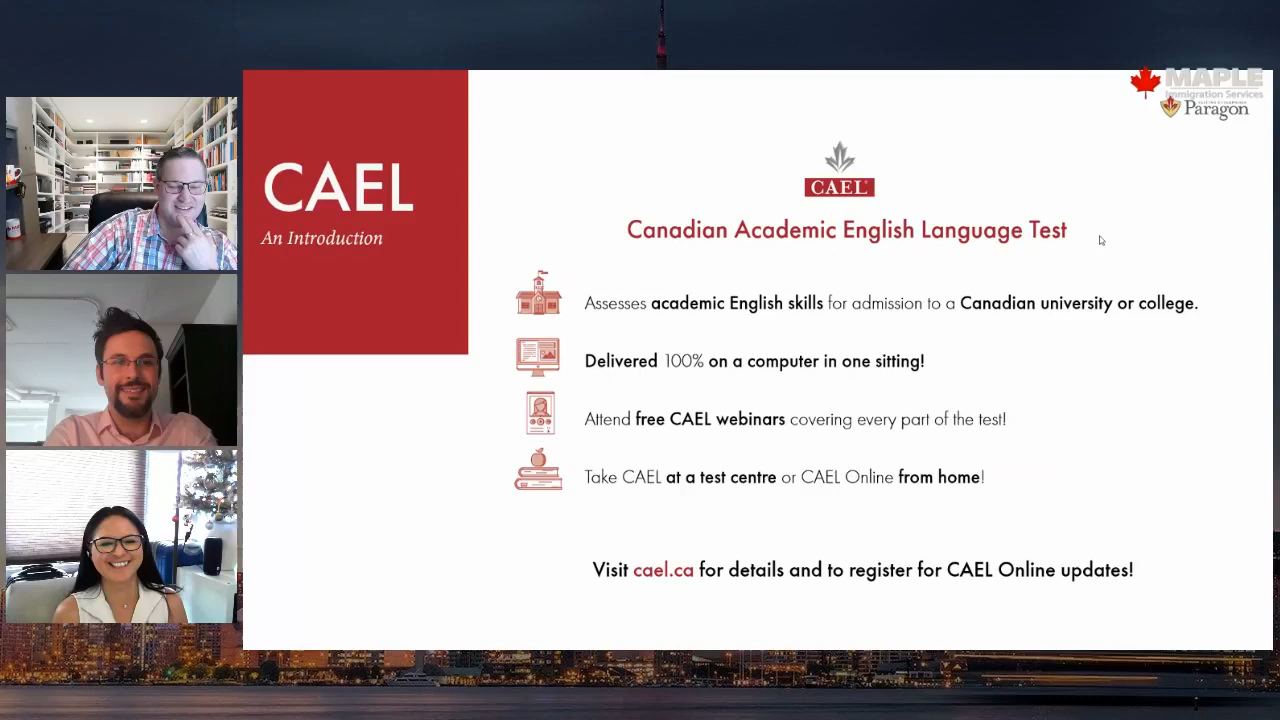 MAPLE
Immigration Services
Paragon
CAEL
An Introduction
CAEL
Canadian Academic English Language Test
Assesses academic English skills for admission to a Canadian university or college.
Delivered 100% on a computer in one sitting!
Attend free CAEL webinars covering every part of the test!
Take CAEL at a test centre or CAEL Online from home!
Visit cael.ca for details and to register for CAEL Online updates!